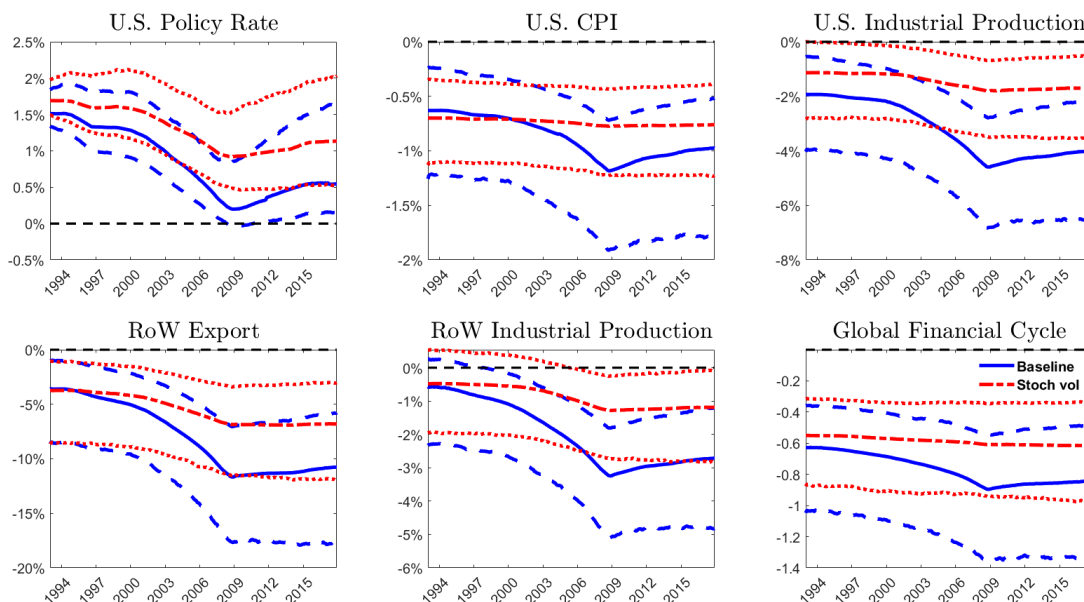 U.S. Policy Rate
2.5%
2%
1.5%
1%
0.5%
0%
-0.5%
1994 1997 2000 2003 2006 2009 2012 2015
U.S. CPI
0%
-0.5%
-1%
-1.5%
-2%
1994 1997 2000 2003 2006 2009 2012 2015
U.S. Industrial Production
0%
-2%
-4%
-6%
-8%
1994 1997 2000 2003 2006 2009 2012 2015
RoW Export
0%
-5%
-10%
-15%
-20%
1994 1997 2000 2003 2006 2009 2012 2015
RoW Industrial Production
0%
-1%
-2%
-3%
-4%
-5%
-6%
1994 1997 2000 2003 2006 2009 2012 2015
Global Financial Cycle
Baseline
Stoch vol
-0.2
-0.4
-0.6
-0.8
-1
-1.2
-1.4
1994 1997 2000 2003 2006 2009 2012 2015